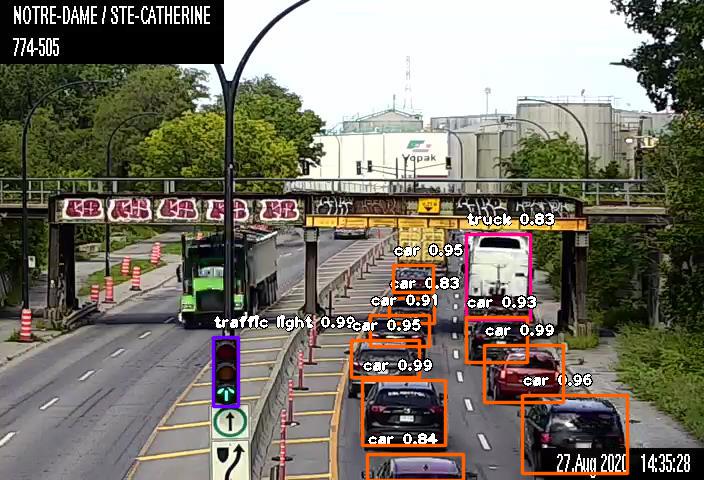 NOTRE-DAME / STE-CATHERINE
774-505
Vopak
truck 0.83
car 0.95
car 0.83
car 0.91
car 0.93
traffic light 0.99
car 0.95
car 0.99
car 0.99
car 0.96
car 0.84
27.Aug 2020 14:35:28